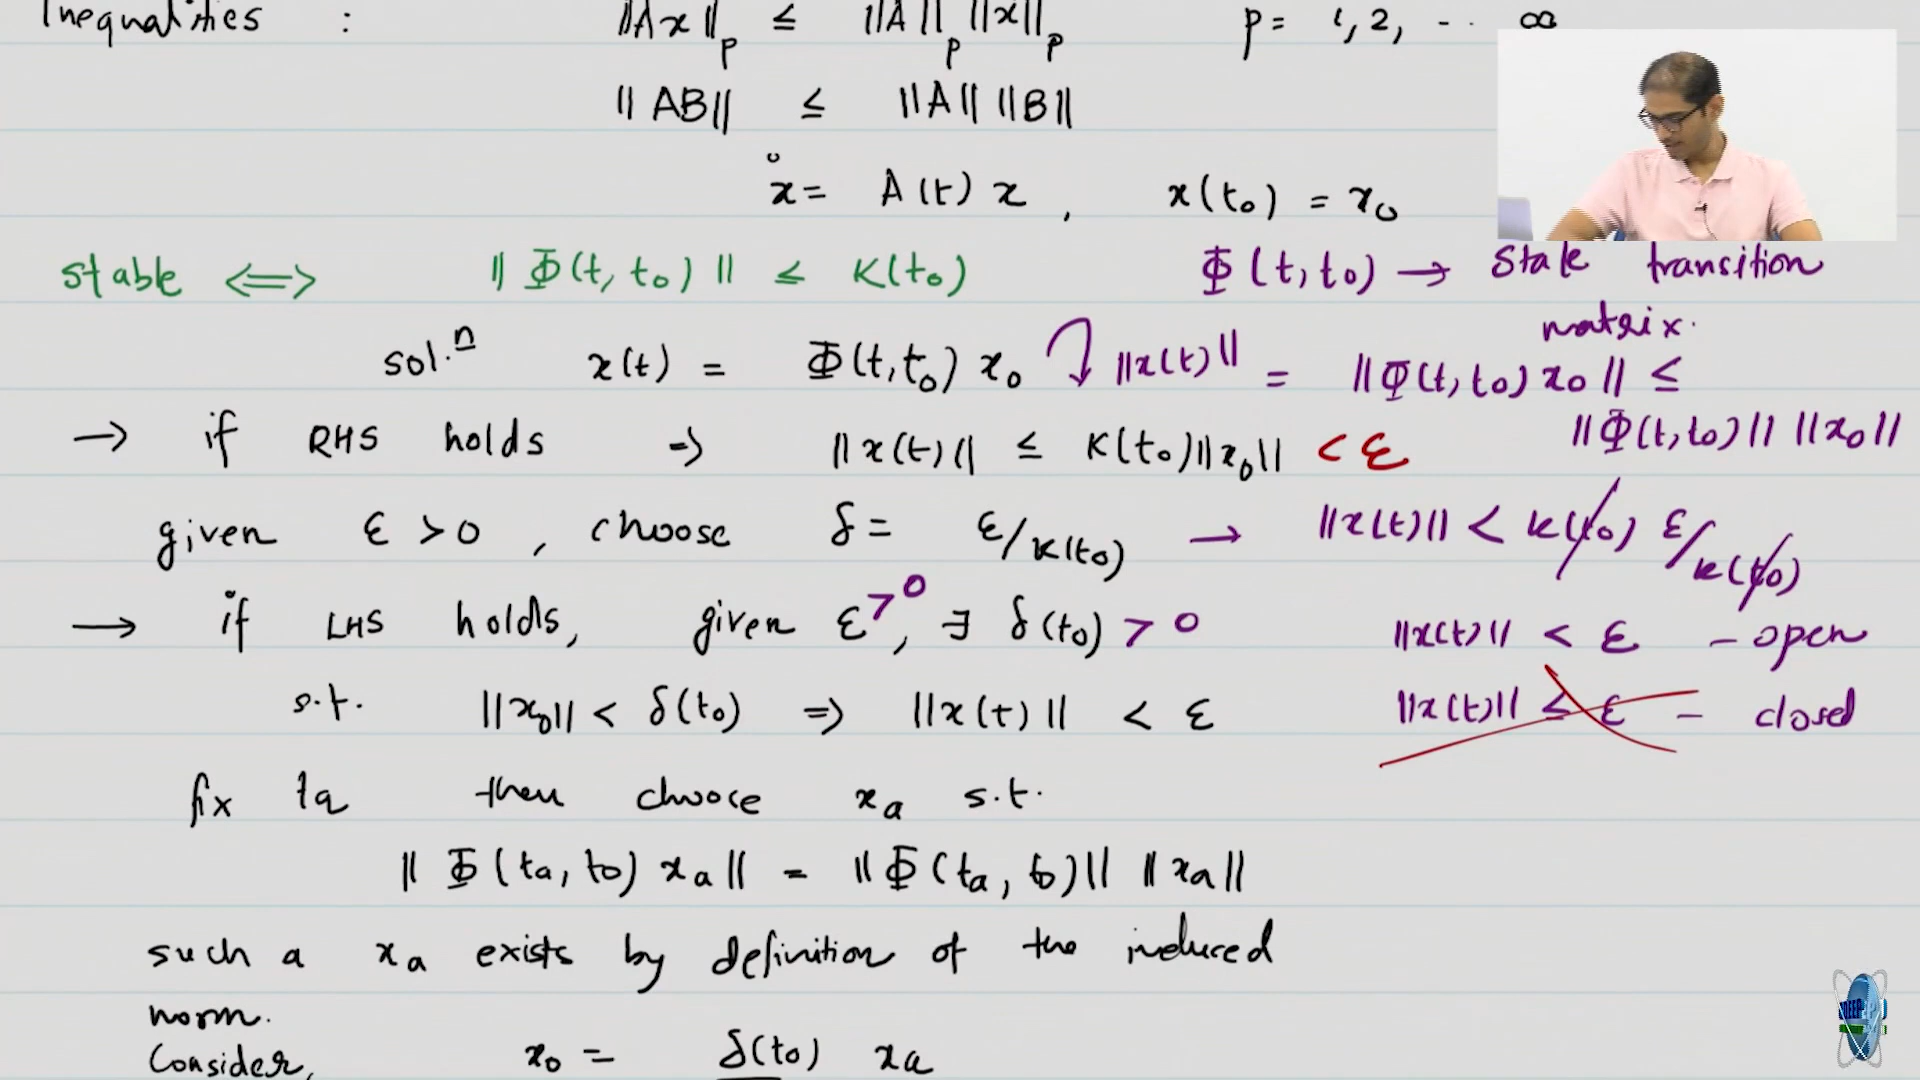 Inequalities : ||Ax||p ≤ ||A||p ||x||p p = 1, 2, -.. ∞
|| AB|| ≤ ||A|| ||B||
ẋ = A(t) x , x(t₀) = x₀
stable ⟺ || Φ(t, t₀) || ≤ K(t₀) Φ(t, t₀) → state transition
matrix.
sol.n x(t) = Φ(t,t₀) x₀ ||x(t)|| = ||Φ(t, t₀) x₀ || ≤
||Φ(t,t₀)|| ||x₀||
→ if RHS holds ⇒ ||x(t)|| ≤ K(t₀)||x₀|| < ε
given ε > 0 , choose δ = ε/K(t₀) → ||x(t)|| < K(t₀) ε/K(t₀)
→ if LHS holds, given ε > 0, ∃ δ(t₀) > 0 ||x(t)|| < ε - open
s.t. ||x₀|| < δ(t₀) ⇒ ||x(t)|| < ε ||x(t)|| ≤ ε - closed
fix ta then choose xa s.t.
|| Φ(ta, t₀) xa|| = ||Φ(ta, t₀)|| ||xa||
such a xa exists by definition of the induced
norm.
Consider, x₀ = δ(t₀) xa